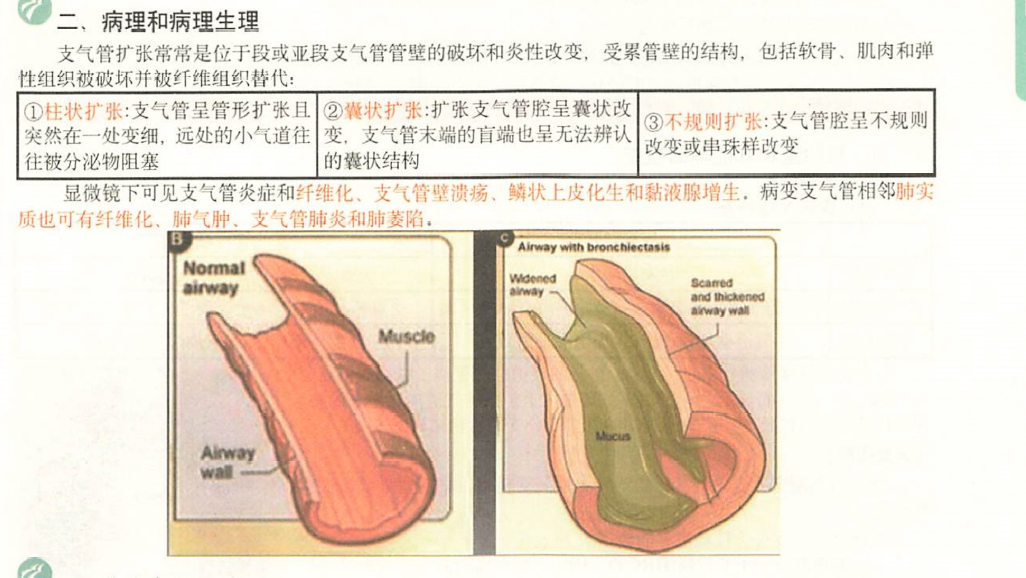 二、病理和病理生理
支气管扩张常常是位于段或亚段支气管管壁的破坏和炎性改变，受累管壁的结构，包括软骨、肌肉和弹
性组织被破坏并被纤维组织替代：
①柱状扩张：支气管呈管形扩张且
突然在一处变细，远处的小气道往
往被分泌物阻塞
②囊状扩张：扩张支气管腔呈囊状改
变，支气管末端的盲端也呈无法辨认
的囊状结构
③不规则扩张：支气管腔呈不规则
改变或串珠样改变
显微镜下可见支气管炎症和纤维化、支气管壁溃疡、鳞状上皮化生和黏液腺增生，病变支气管相邻肺实
质也可有纤维化、肺气肿、支气管肺炎和肺萎陷。
B
Normal
airway
Muscle
Airway
wall
C
Airway with bronchiectasis
Widened
airway
Scarred
and thickened
airway wall
Mucus